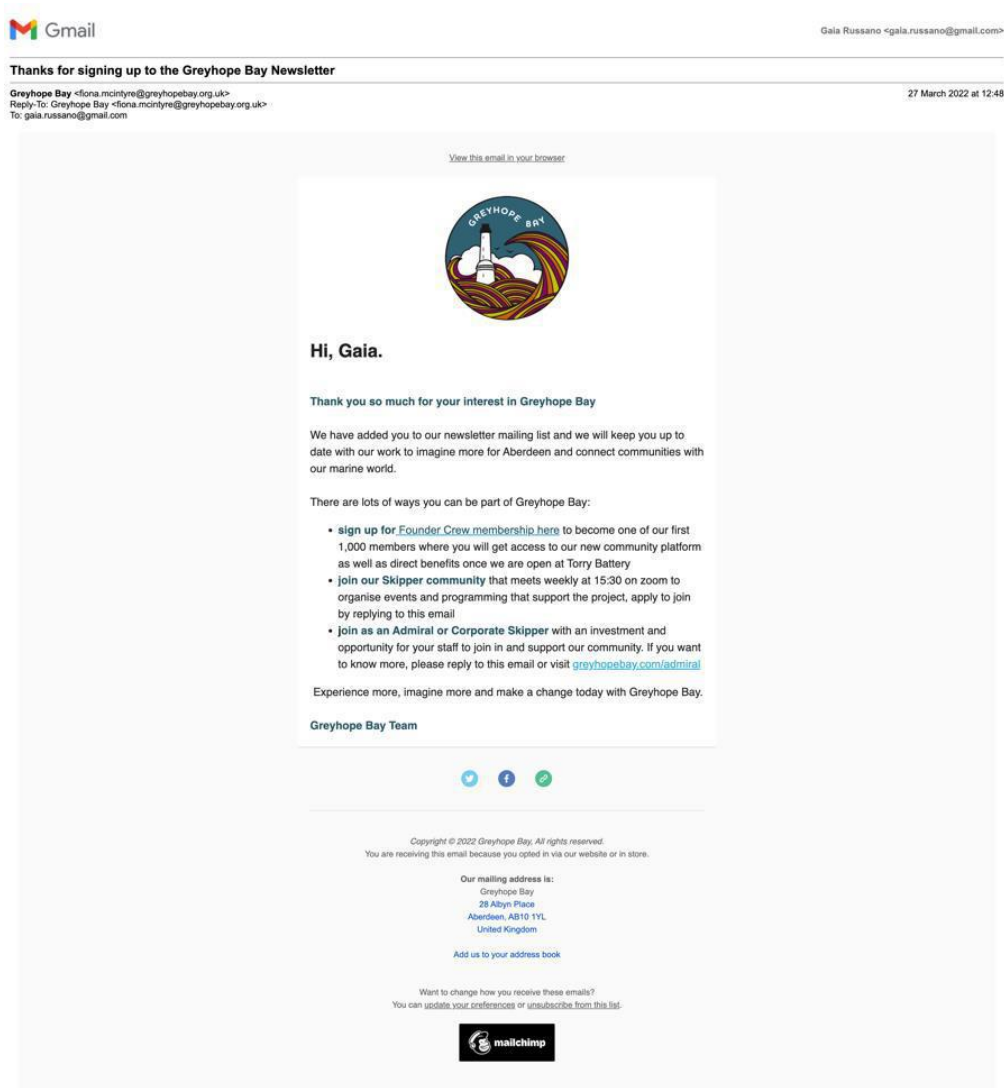 Gmail
Gaia Russano <gaia.russano@gmail.com>
Thanks for signing up to the Greyhope Bay Newsletter
Greyhope Bay <fiona.mcintyre@greyhopebay.org.uk>
27 March 2022 at 12:48
Reply-To: Greyhope Bay <fiona.mcintyre@greyhopebay.org.uk>
To: gaia.russano@gmail.com
View this email in your browser
GREYHOPE BAY
Hi, Gaia.
Thank you so much for your interest in Greyhope Bay
We have added you to our newsletter mailing list and we will keep you up to
date with our work to imagine more for Aberdeen and connect communities with
our marine world.
There are lots of ways you can be part of Greyhope Bay:
• sign up for Founder Crew membership here to become one of our first
1,000 members where you will get access to our new community platform
as well as direct benefits once we are open at Torry Battery
• join our Skipper community that meets weekly at 15:30 on zoom to
organise events and programming that support the project, apply to join
by replying to this email
• join as an Admiral or Corporate Skipper with an investment and
opportunity for your staff to join in and support our community. If you want
to know more, please reply to this email or visit greyhopebay.com/admiral
Experience more, imagine more and make a change today with Greyhope Bay.
Greyhope Bay Team
Copyright © 2022 Greyhope Bay, All rights reserved.
You are receiving this email because you opted in via our website or in store.
Our mailing address is:
Greyhope Bay
28 Albyn Place
Aberdeen, AB10 1YL
United Kingdom
Add us to your address book
Want to change how you receive these emails?
You can update your preferences or unsubscribe from this list.
mailchimp